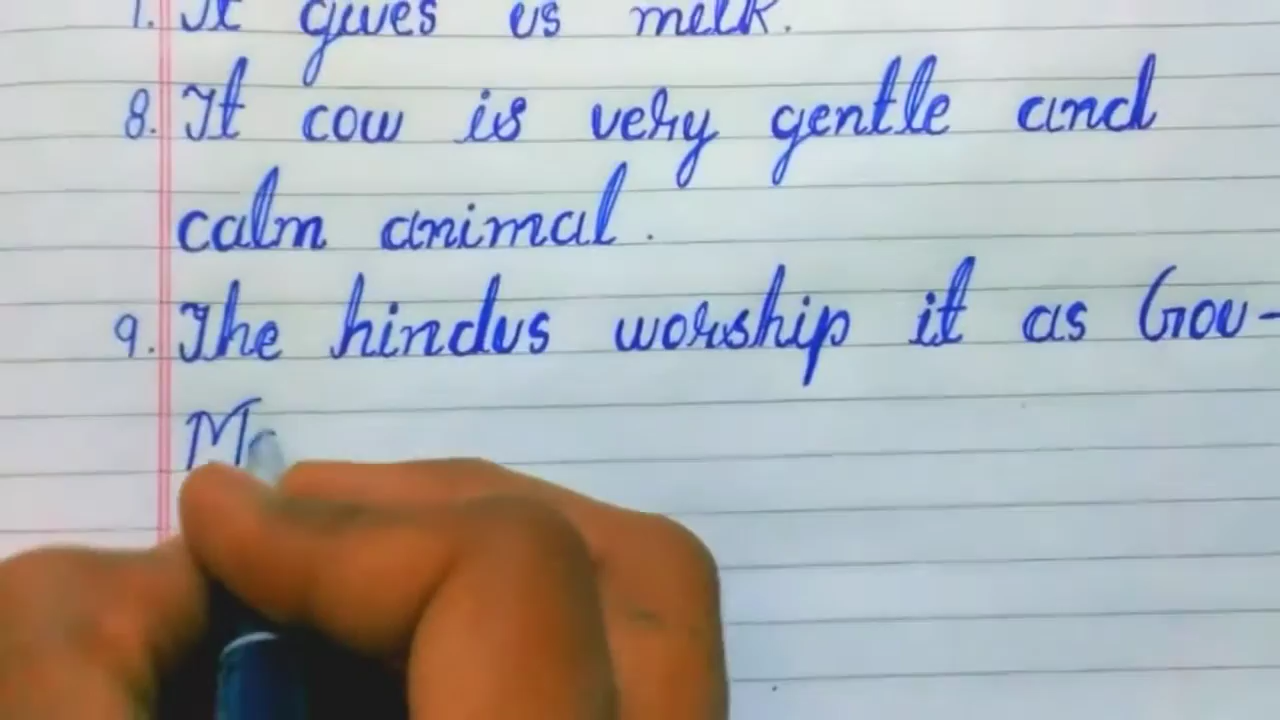 It gives us milk.
8. It cow is very gentle and
calm animal.
9. The hindus worship it as Gou-